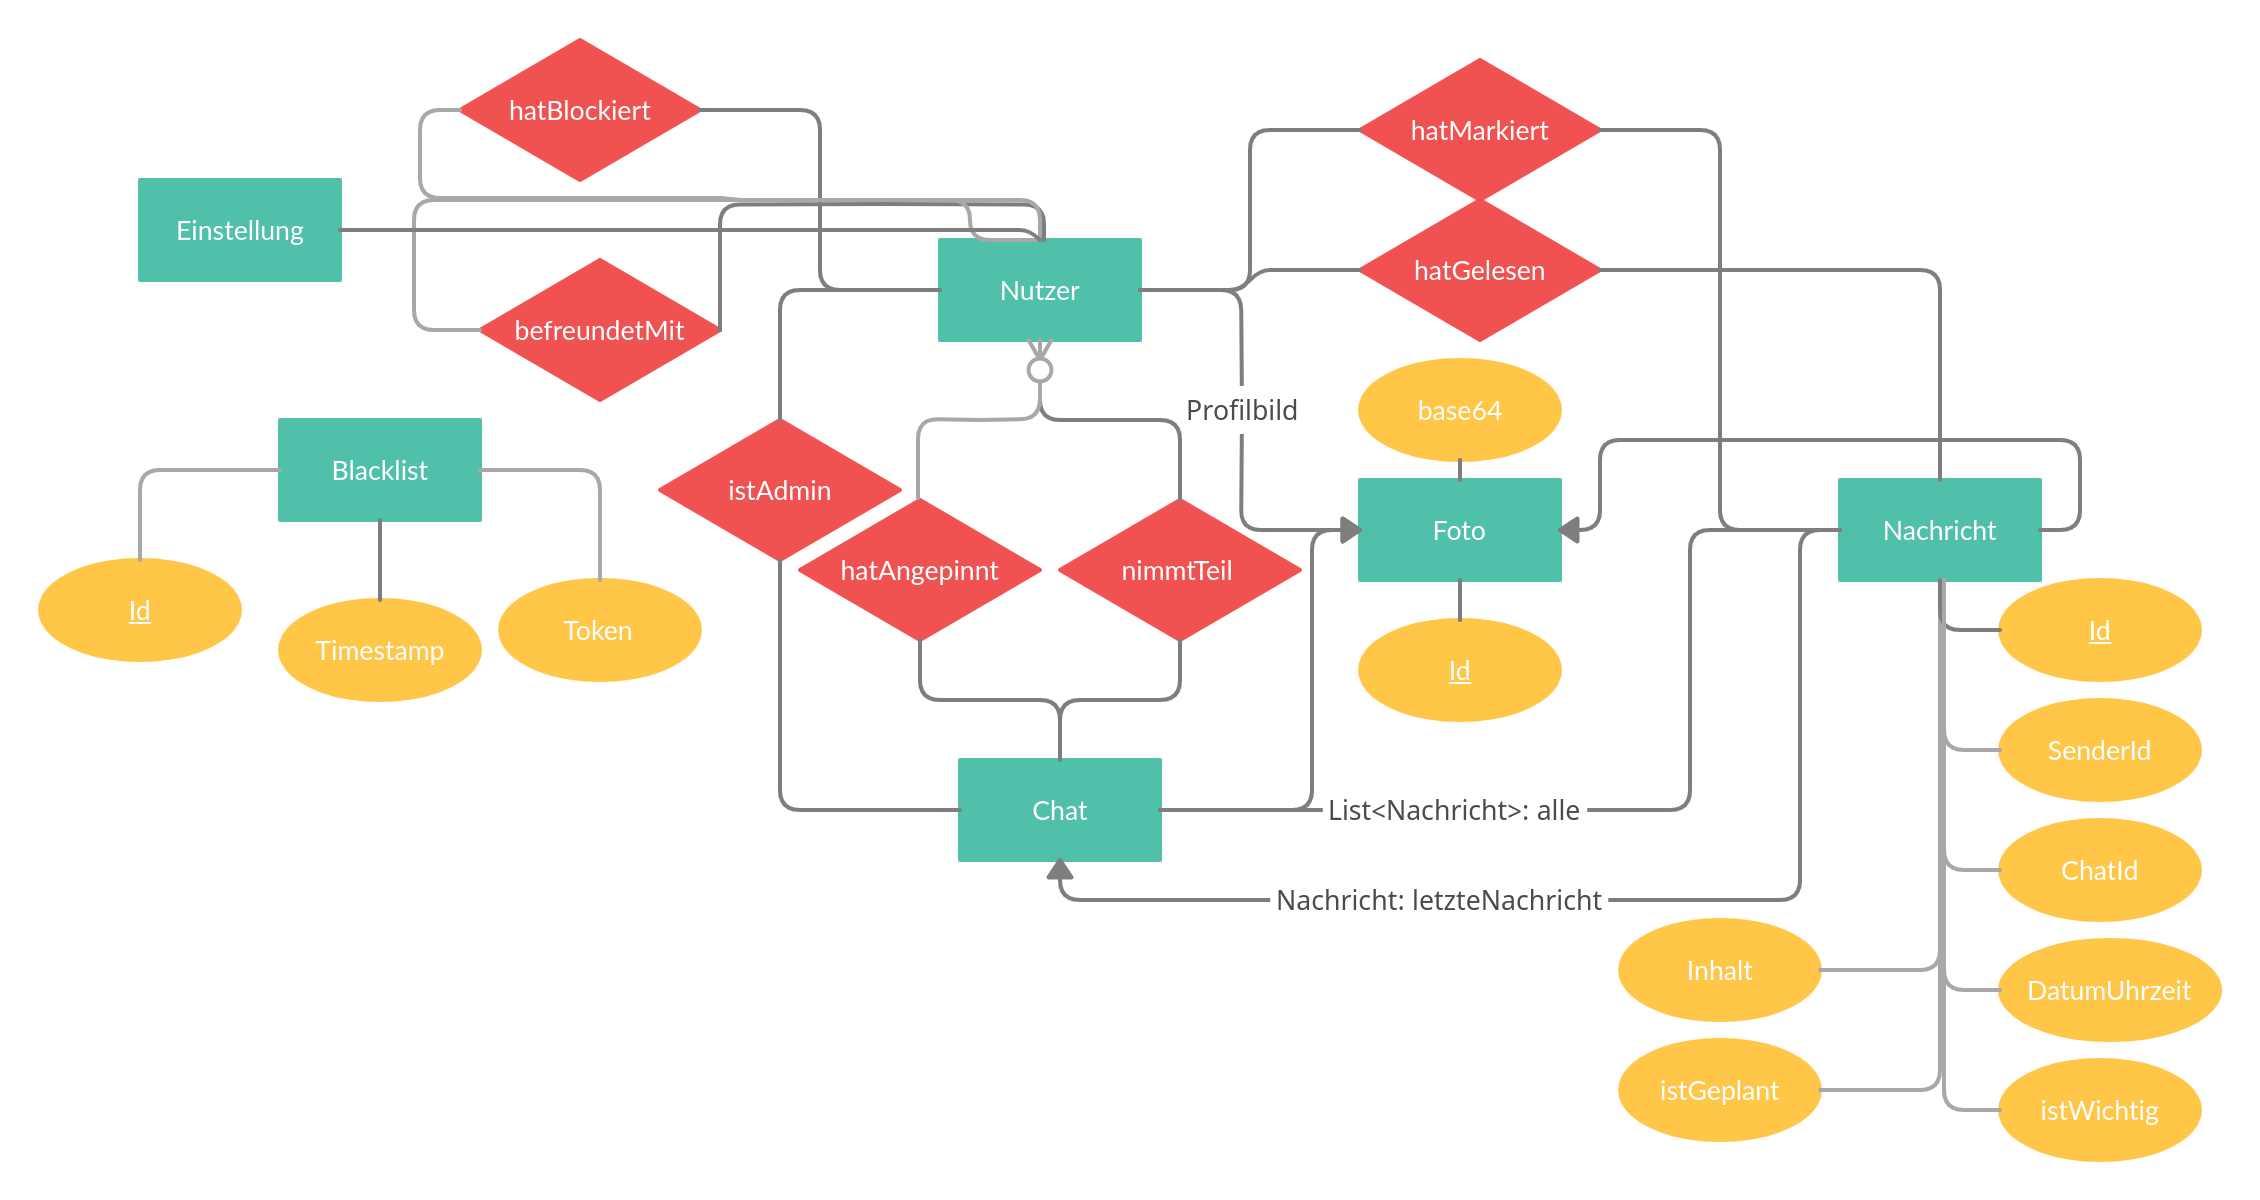 hatBlockiert
hatMarkiert
Einstellung
hatGelesen
Nutzer
befreundetMit
Profilbild
base64
Blacklist
istAdmin
Foto
Nachricht
hatAngepinnt
nimmtTeil
Id
Timestamp
Token
Id
Id
SenderId
Chat
List<Nachricht>: alle
ChatId
Nachricht: letzteNachricht
Inhalt
DatumUhrzeit
istGeplant
istWichtig